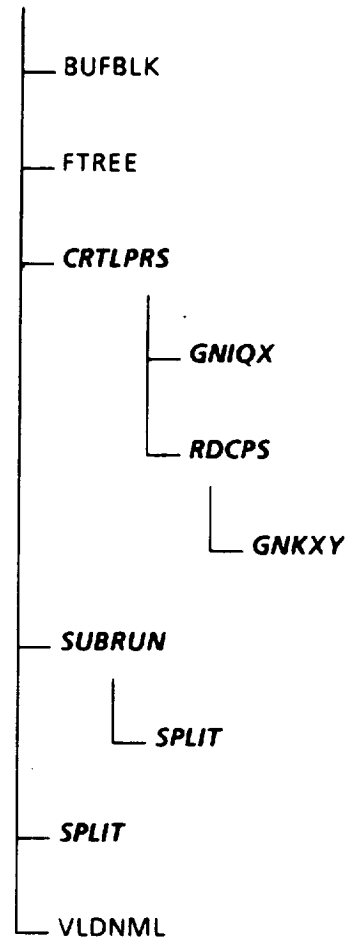 BUFBLK
FTREE
CRTLPRS
GNIQX
RDCPS
GNKXY
SUBRUN
SPLIT
SPLIT
VLDNML